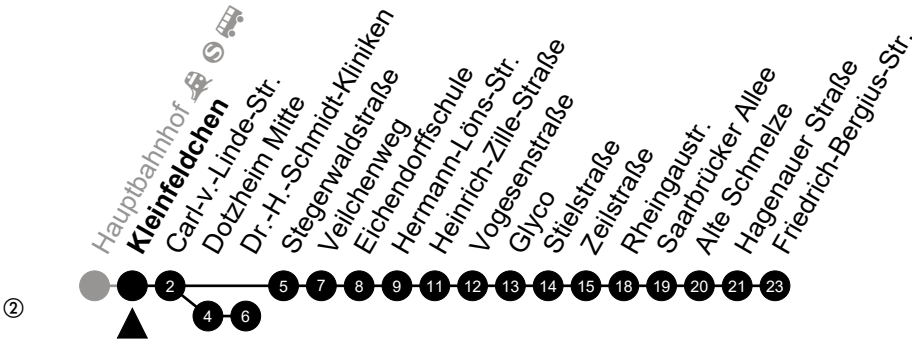 Hauptbahnhof
Kleinfeldchen
Carl-v.-Linde-Str.
Dotzheim Mitte
Dr.-H.-Schmidt-Kliniken
Stegerwaldstraße
Veilchenweg
Eichendorffschule
Hermann-Löns-Str.
Heinrich-Zille-Straße
Vogesenstraße
Glyco
Stielstraße
Zeilstraße
Rheingaustr.
Saarbrücker Allee
Alte Schmelze
Hagenauer Straße
Friedrich-Bergius-Str.
2 5 7 8 9 11 12 13 14 15 18 19 20 21 23
② 4 6